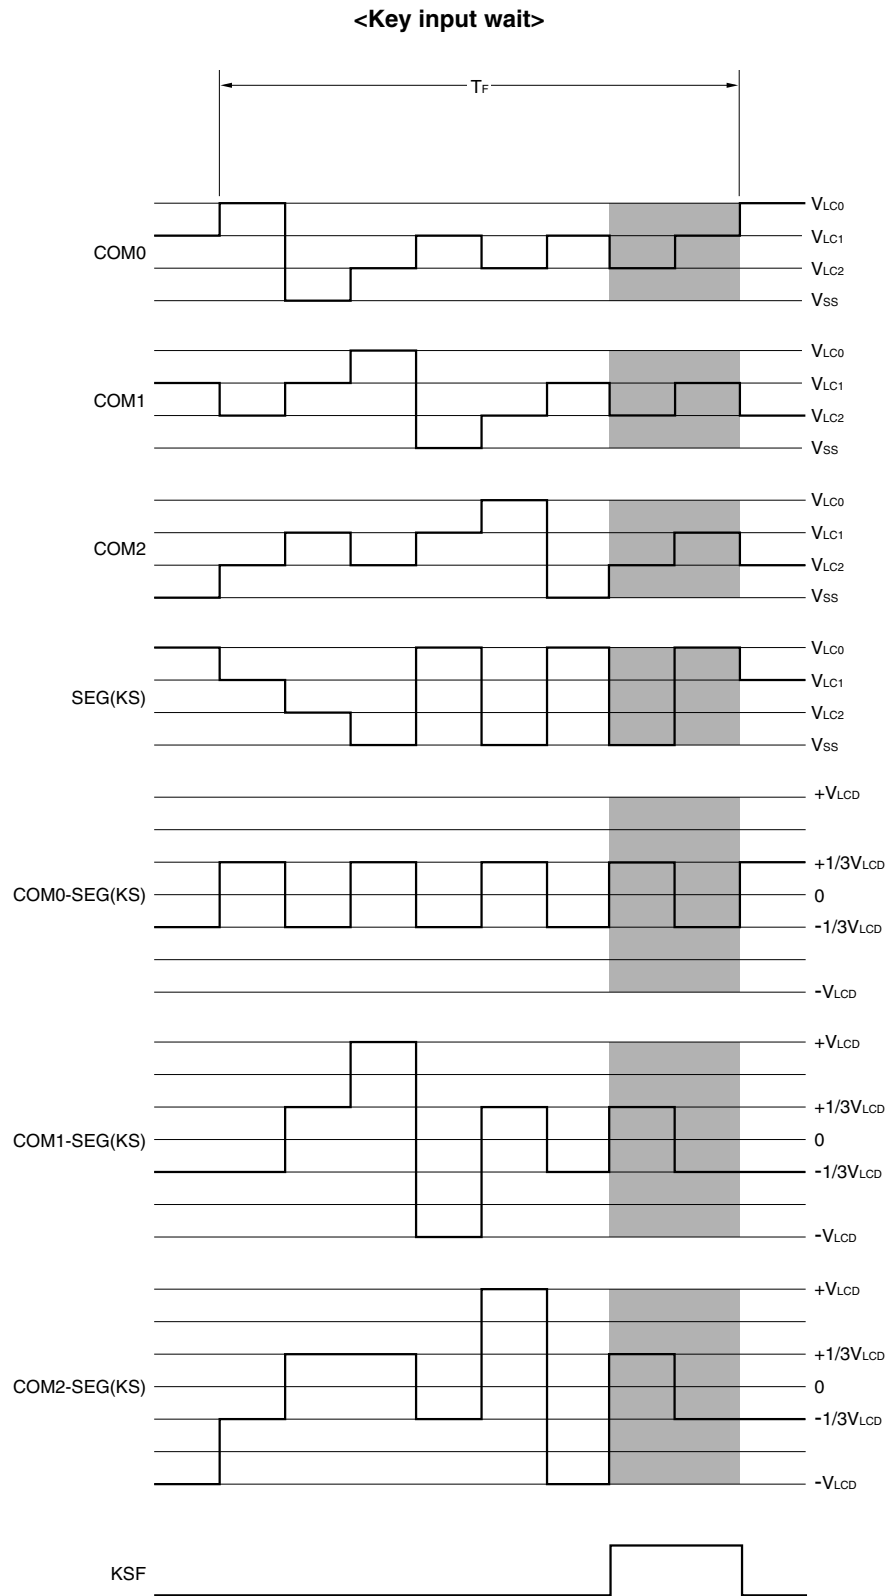 <Key input wait>
TF
COM0
VLC0
VLC1
VLC2
VSS
COM1
VLC0
VLC1
VLC2
VSS
COM2
VLC0
VLC1
VLC2
VSS
SEG(KS)
VLC0
VLC1
VLC2
VSS
COM0-SEG(KS)
+VLCD
+1/3VLCD
0
-1/3VLCD
-VLCD
COM1-SEG(KS)
+VLCD
+1/3VLCD
0
-1/3VLCD
-VLCD
COM2-SEG(KS)
+VLCD
+1/3VLCD
0
-1/3VLCD
-VLCD
KSF